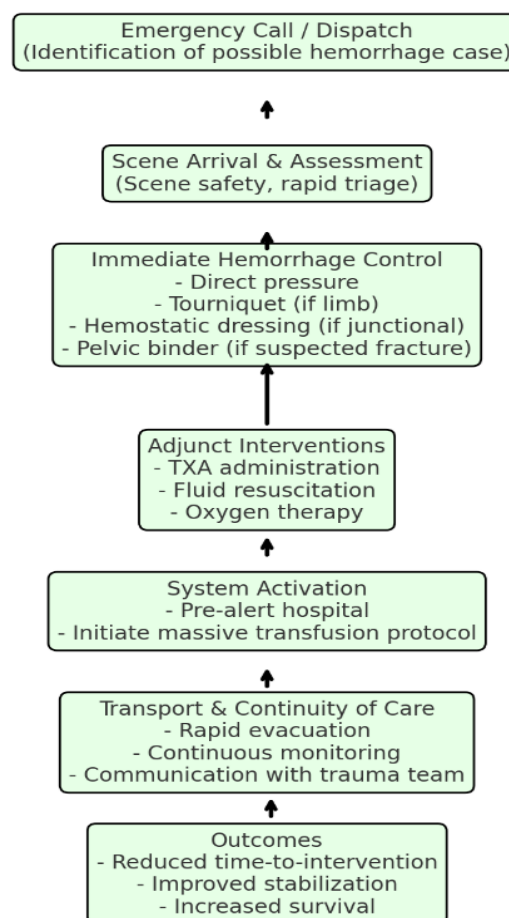 Emergency Call / Dispatch
(Identification of possible hemorrhage case)
Scene Arrival & Assessment
(Scene safety, rapid triage)
Immediate Hemorrhage Control
- Direct pressure
- Tourniquet (if limb)
- Hemostatic dressing (if junctional)
- Pelvic binder (if suspected fracture)
Adjunct Interventions
- TXA administration
- Fluid resuscitation
- Oxygen therapy
System Activation
- Pre-alert hospital
- Initiate massive transfusion protocol
Transport & Continuity of Care
- Rapid evacuation
- Continuous monitoring
- Communication with trauma team
Outcomes
- Reduced time-to-intervention
- Improved stabilization
- Increased survival